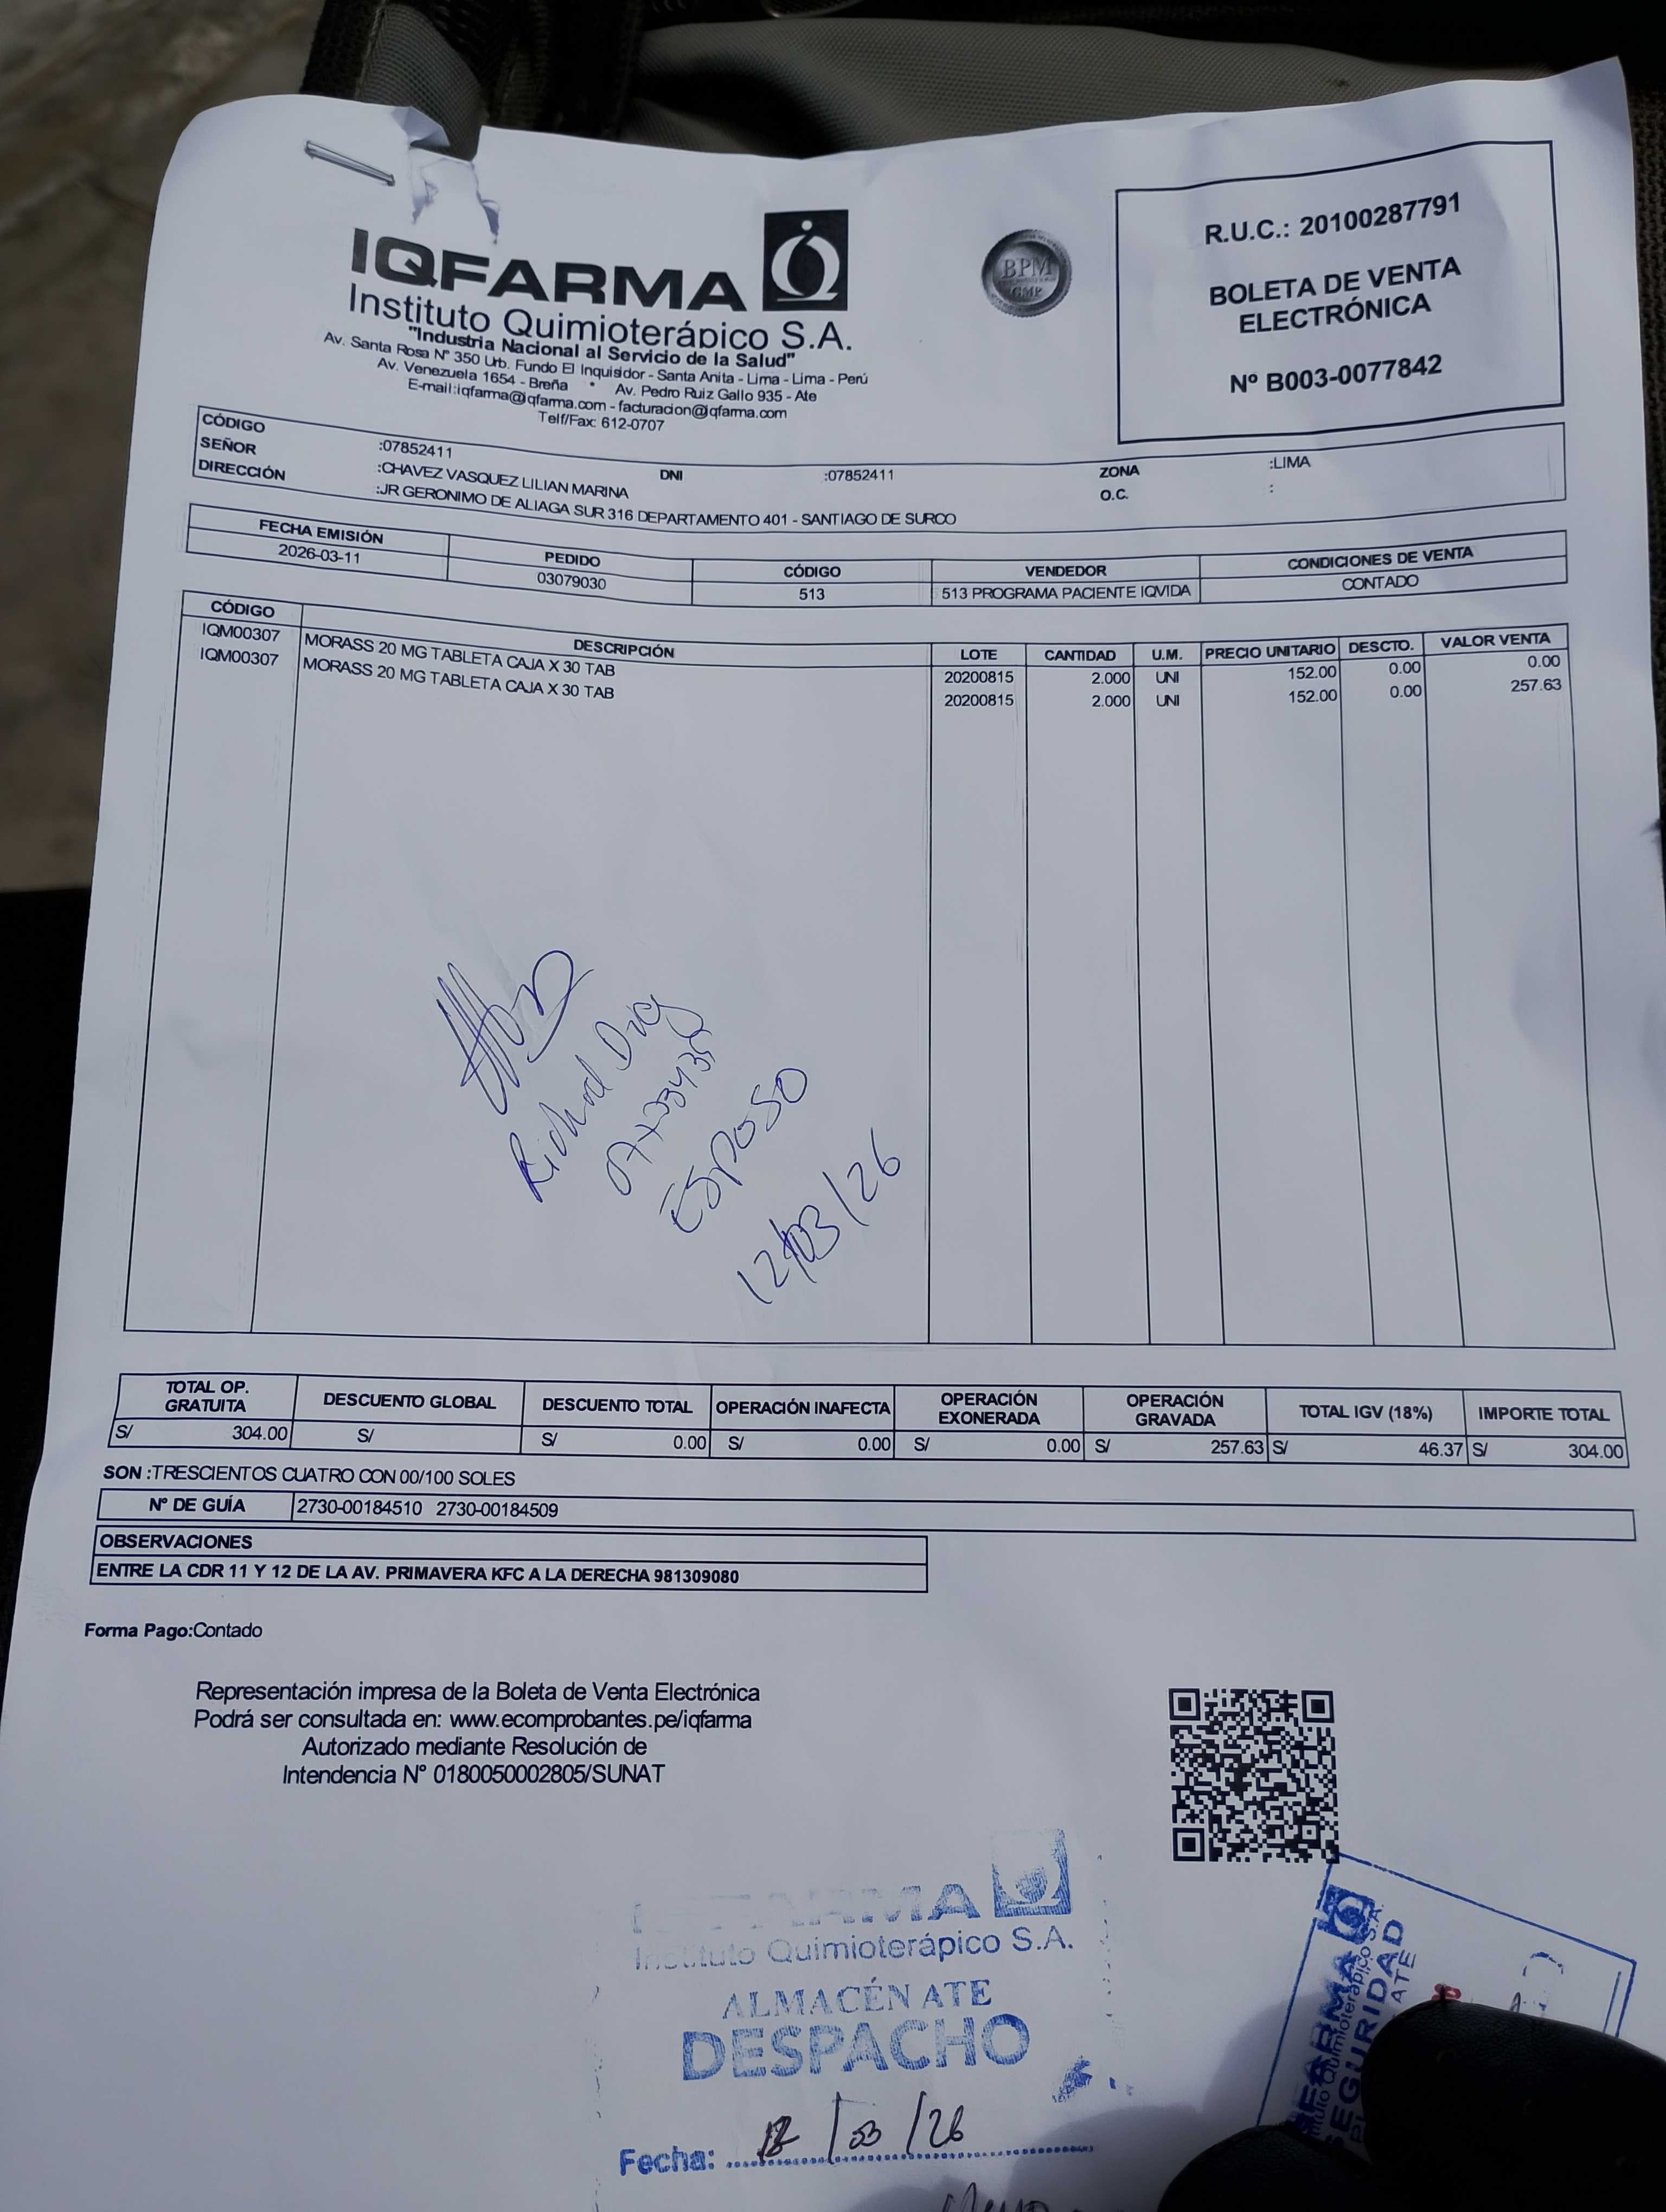 IQFARMA
Instituto Quimioterápico S.A.
"Industria Nacional al Servicio de la Salud"
Av. Santa Rosa N° 350 Urb. Fundo El Inquisidor - Santa Anita - Lima - Lima - Perú
Av. Venezuela 1654 - Breña • Av. Pedro Ruiz Gallo 935 - Ate
E-mail:iqfarma@iqfarma.com - facturacion@iqfarma.com
Telf/Fax: 612-0707
BPM
GMP
R.U.C.: 20100287791
BOLETA DE VENTA
ELECTRÓNICA
Nº B003-0077842
CÓDIGO :07852411 DNI :07852411 ZONA :LIMA
SEÑOR :CHAVEZ VASQUEZ LILIAN MARINA O.C. :
DIRECCIÓN :JR GERONIMO DE ALIAGA SUR 316 DEPARTAMENTO 401 - SANTIAGO DE SURCO
FECHA EMISIÓN PEDIDO CÓDIGO VENDEDOR CONDICIONES DE VENTA
2026-03-11 03079030 513 513 PROGRAMA PACIENTE IQVIDA CONTADO
CÓDIGO DESCRIPCIÓN LOTE CANTIDAD U.M. PRECIO UNITARIO DESCTO. VALOR VENTA
IQM00307 MORASS 20 MG TABLETA CAJA X 30 TAB 20200815 2.000 UNI 152.00 0.00 0.00
IQM00307 MORASS 20 MG TABLETA CAJA X 30 TAB 20200815 2.000 UNI 152.00 0.00 257.63
Richard
Esposo
12/03/26
TOTAL OP. GRATUITA DESCUENTO GLOBAL DESCUENTO TOTAL OPERACIÓN INAFECTA OPERACIÓN EXONERADA OPERACIÓN GRAVADA TOTAL IGV (18%) IMPORTE TOTAL
S/ 304.00 S/ S/ 0.00 S/ 0.00 S/ 0.00 S/ 257.63 S/ 46.37 S/ 304.00
SON :TRESCIENTOS CUATRO CON 00/100 SOLES
Nº DE GUÍA 2730-00184510 2730-00184509
OBSERVACIONES
ENTRE LA CDR 11 Y 12 DE LA AV. PRIMAVERA KFC A LA DERECHA 981309080
Forma Pago:Contado
Representación impresa de la Boleta de Venta Electrónica
Podrá ser consultada en: www.ecomprobantes.pe/iqfarma
Autorizado mediante Resolución de
Intendencia N° 0180050002805/SUNAT
Instituto Quimioterápico S.A.
ALMACÉN ATE
DESPACHO
Fecha: 12/03/26
Quimioterápico S.A.
SEGURIDAD
ATE